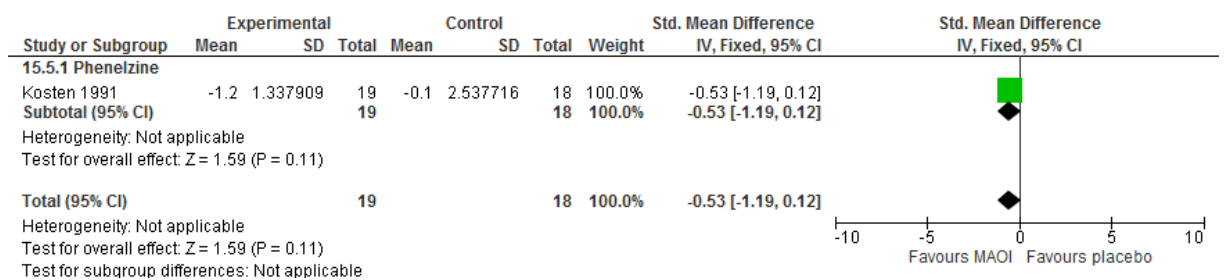 Experimental Control Std. Mean Difference Std. Mean Difference
Study or Subgroup Mean SD Total Mean SD Total Weight IV, Fixed, 95% CI IV, Fixed, 95% CI
15.5.1 Phenelzine
Kosten 1991 -1.2 1.337909 19 -0.1 2.537716 18 100.0% -0.53 [-1.19, 0.12]
Subtotal (95% CI) 19 18 100.0% -0.53 [-1.19, 0.12]
Heterogeneity: Not applicable
Test for overall effect: Z = 1.59 (P = 0.11)
Total (95% CI) 19 18 100.0% -0.53 [-1.19, 0.12]
Heterogeneity: Not applicable
Test for overall effect: Z = 1.59 (P = 0.11)
Test for subgroup differences: Not applicable
-10 -5 0 5 10
Favours MAOI Favours placebo